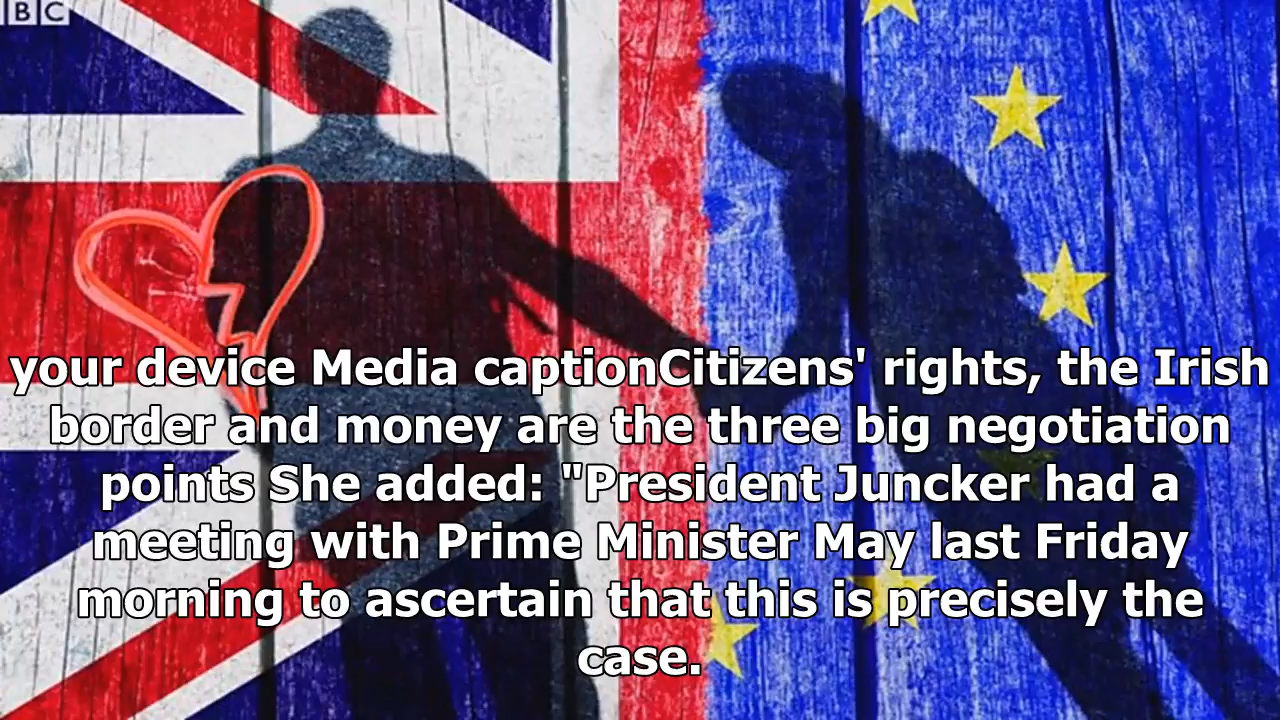 BBC
your device Media captionCitizens' rights, the Irish
border and money are the three big negotiation
points She added: "President Juncker had a
meeting with Prime Minister May last Friday
morning to ascertain that this is precisely the
case.